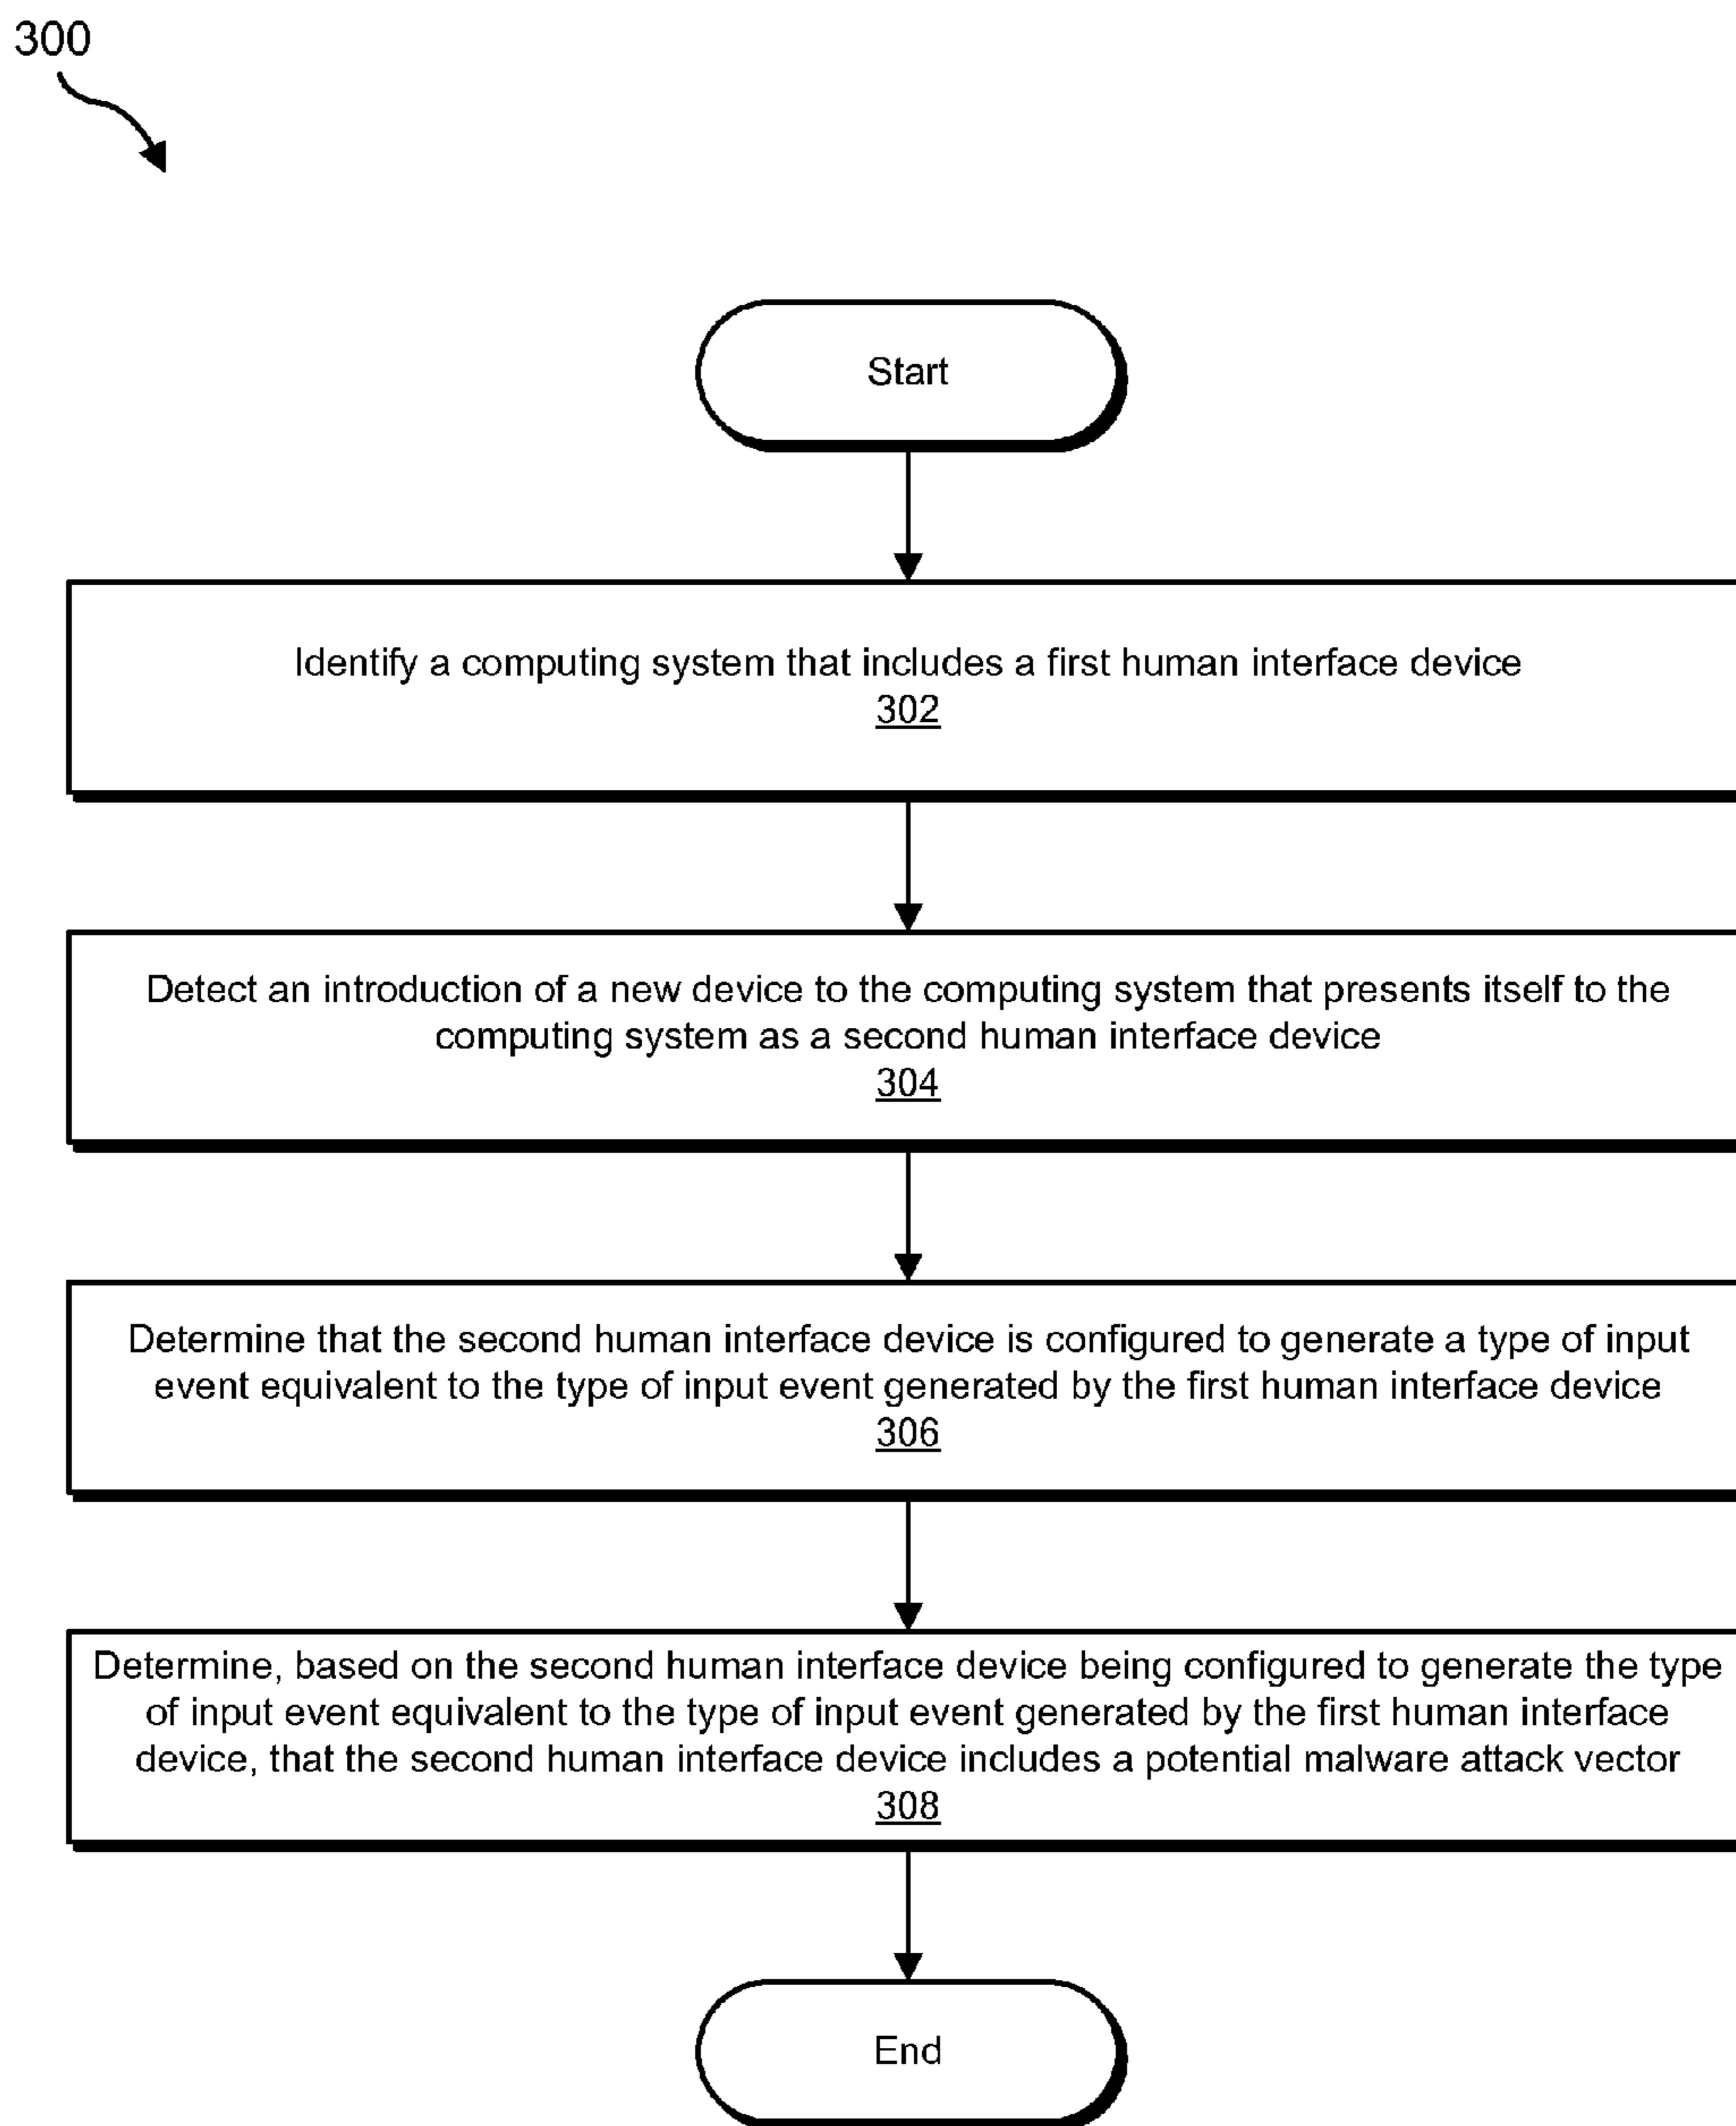 300
Start
Identify a computing system that includes a first human interface device
302
Detect an introduction of a new device to the computing system that presents itself to the
computing system as a second human interface device
304
Determine that the second human interface device is configured to generate a type of input
event equivalent to the type of input event generated by the first human interface device
306
Determine, based on the second human interface device being configured to generate the type
of input event equivalent to the type of input event generated by the first human interface
device, that the second human interface device includes a potential malware attack vector
308
End